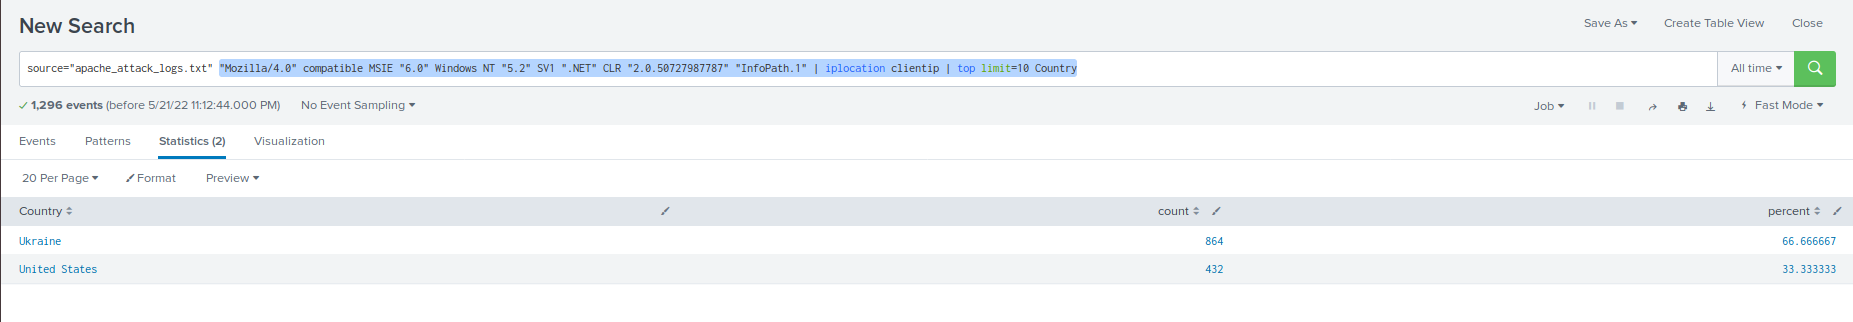 New Search
Save As Create Table View Close
source="apache_attack_logs.txt" "Mozilla/4.0" compatible MSIE "6.0" Windows NT "5.2" SV1 ".NET" CLR "2.0.50727987787" "InfoPath.1" | iplocation clientip | top limit=10 Country
All time
1,296 events (before 5/21/22 11:12:44.000 PM) No Event Sampling
Job Fast Mode
Events Patterns Statistics (2) Visualization
20 Per Page Format Preview
Country count percent
Ukraine 864 66.666667
United States 432 33.333333